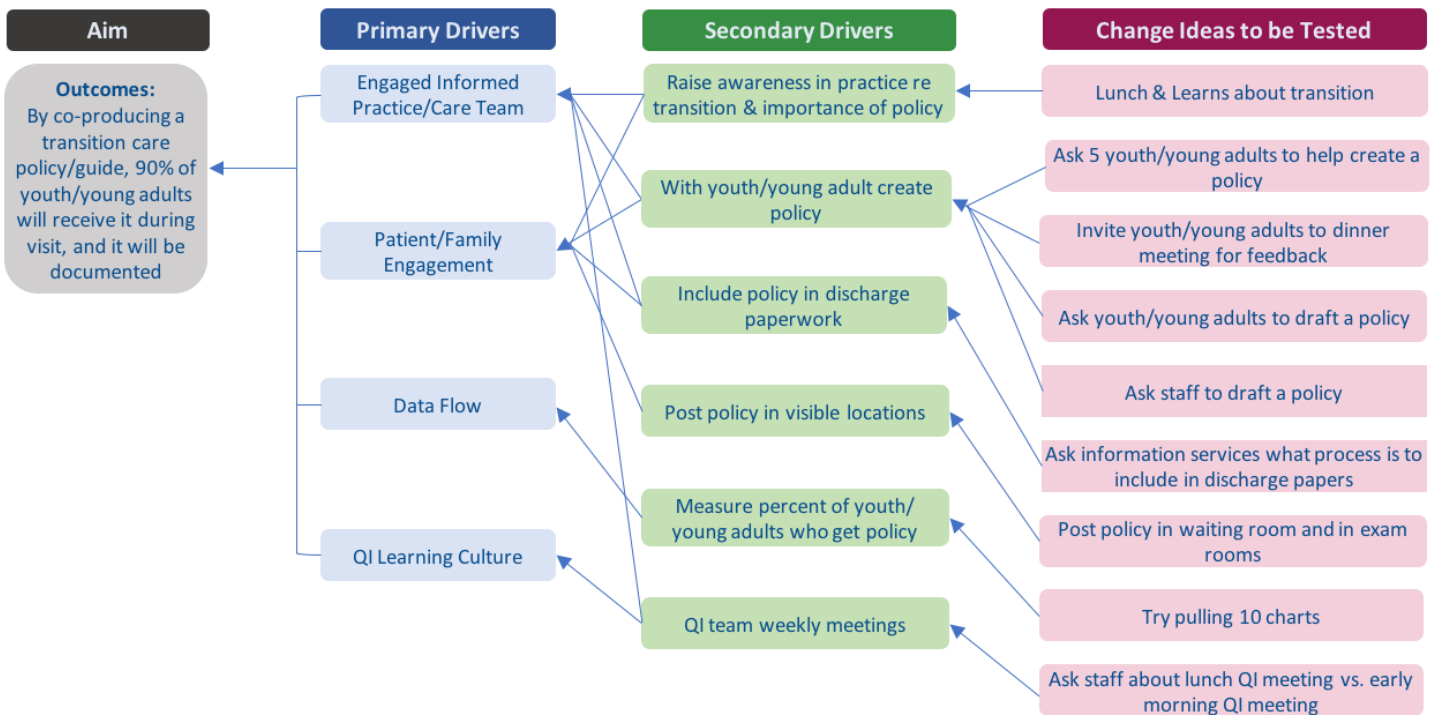 Aim
Outcomes:
By co-producing a
transition care
policy/guide, 90% of
youth/young adults
will receive it during
visit, and it will be
documented
Primary Drivers
Engaged Informed
Practice/Care Team
Patient/Family
Engagement
Data Flow
QI Learning Culture
Secondary Drivers
Raise awareness in practice re
transition & importance of policy
With youth/young adult create
policy
Include policy in discharge
paperwork
Post policy in visible locations
Measure percent of youth/
young adults who get policy
QI team weekly meetings
Change Ideas to be Tested
Lunch & Learns about transition
Ask 5 youth/young adults to help create a
policy
Invite youth/young adults to dinner
meeting for feedback
Ask youth/young adults to draft a policy
Ask staff to draft a policy
Ask information services what process is to
include in discharge papers
Post policy in waiting room and in exam
rooms
Try pulling 10 charts
Ask staff about lunch QI meeting vs. early
morning QI meeting